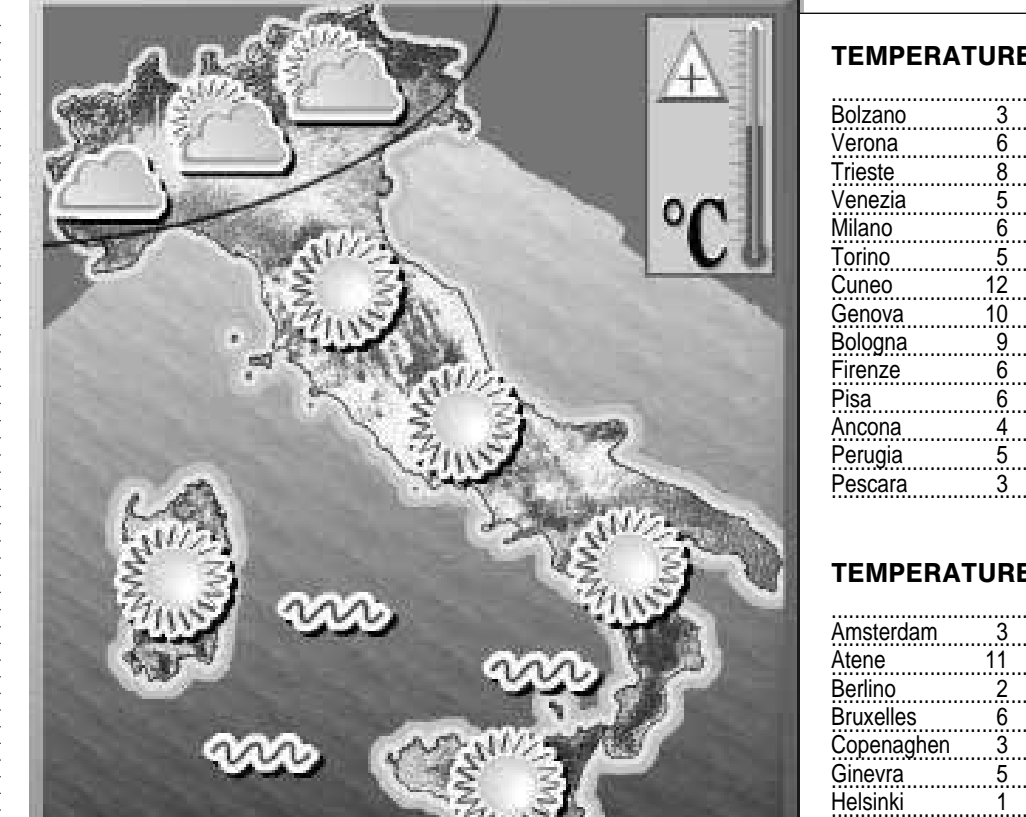 °C
TEMPERATURE
Bolzano 3
Verona 6
Trieste 8
Venezia 5
Milano 6
Torino 5
Cuneo 12
Genova 10
Bologna 9
Firenze 6
Pisa 6
Ancona 4
Perugia 5
Pescara 3
TEMPERATURE
Amsterdam 3
Atene 11
Berlino 2
Bruxelles 6
Copenaghen 3
Ginevra 5
Helsinki 1